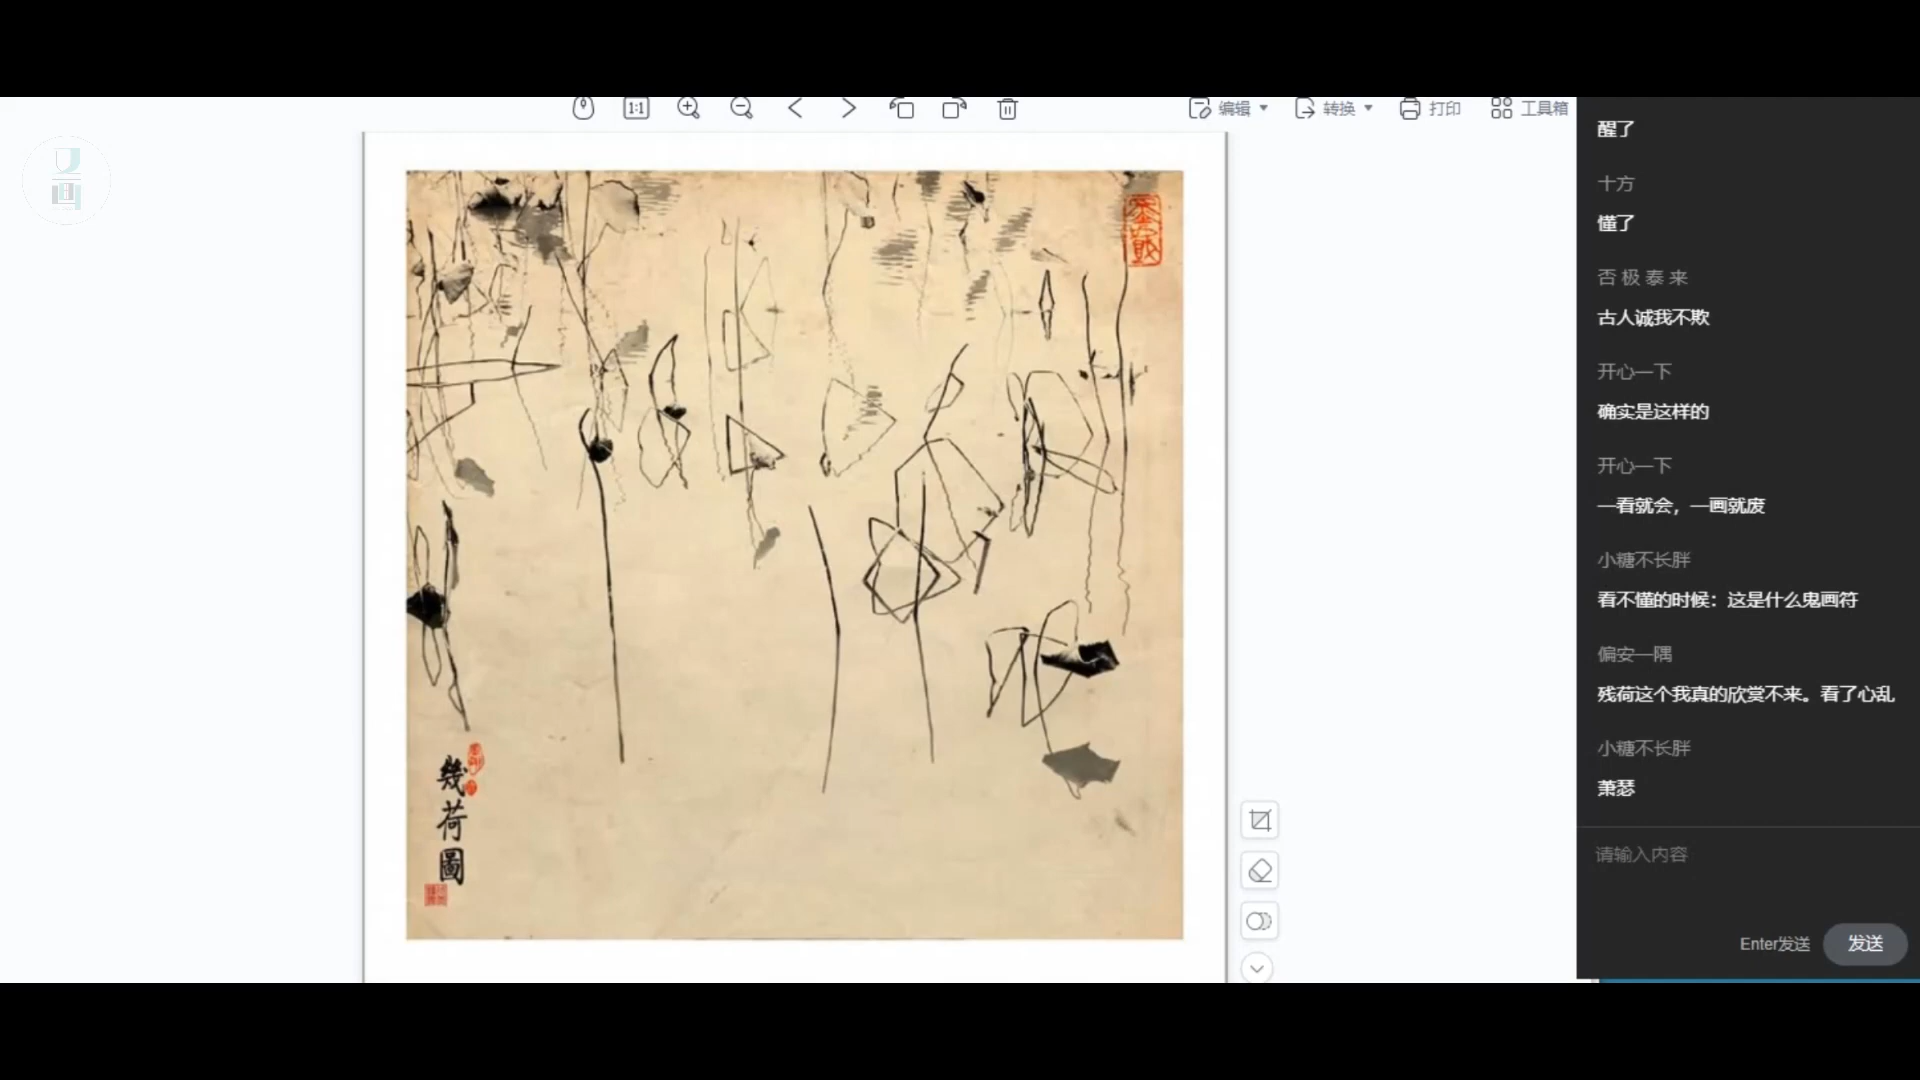 1:1
编辑
转换
打印
工具箱
幾荷圖
醒了
十方
懂了
否极泰来
古人诚我不欺
开心一下
确实是这样的
开心一下
一看就会，一画就废
小糖不长胖
看不懂的时候：这是什么鬼画符
偏安一隅
残荷这个我真的欣赏不来。看了心乱
小糖不长胖
萧瑟
请输入内容
Enter发送
发送